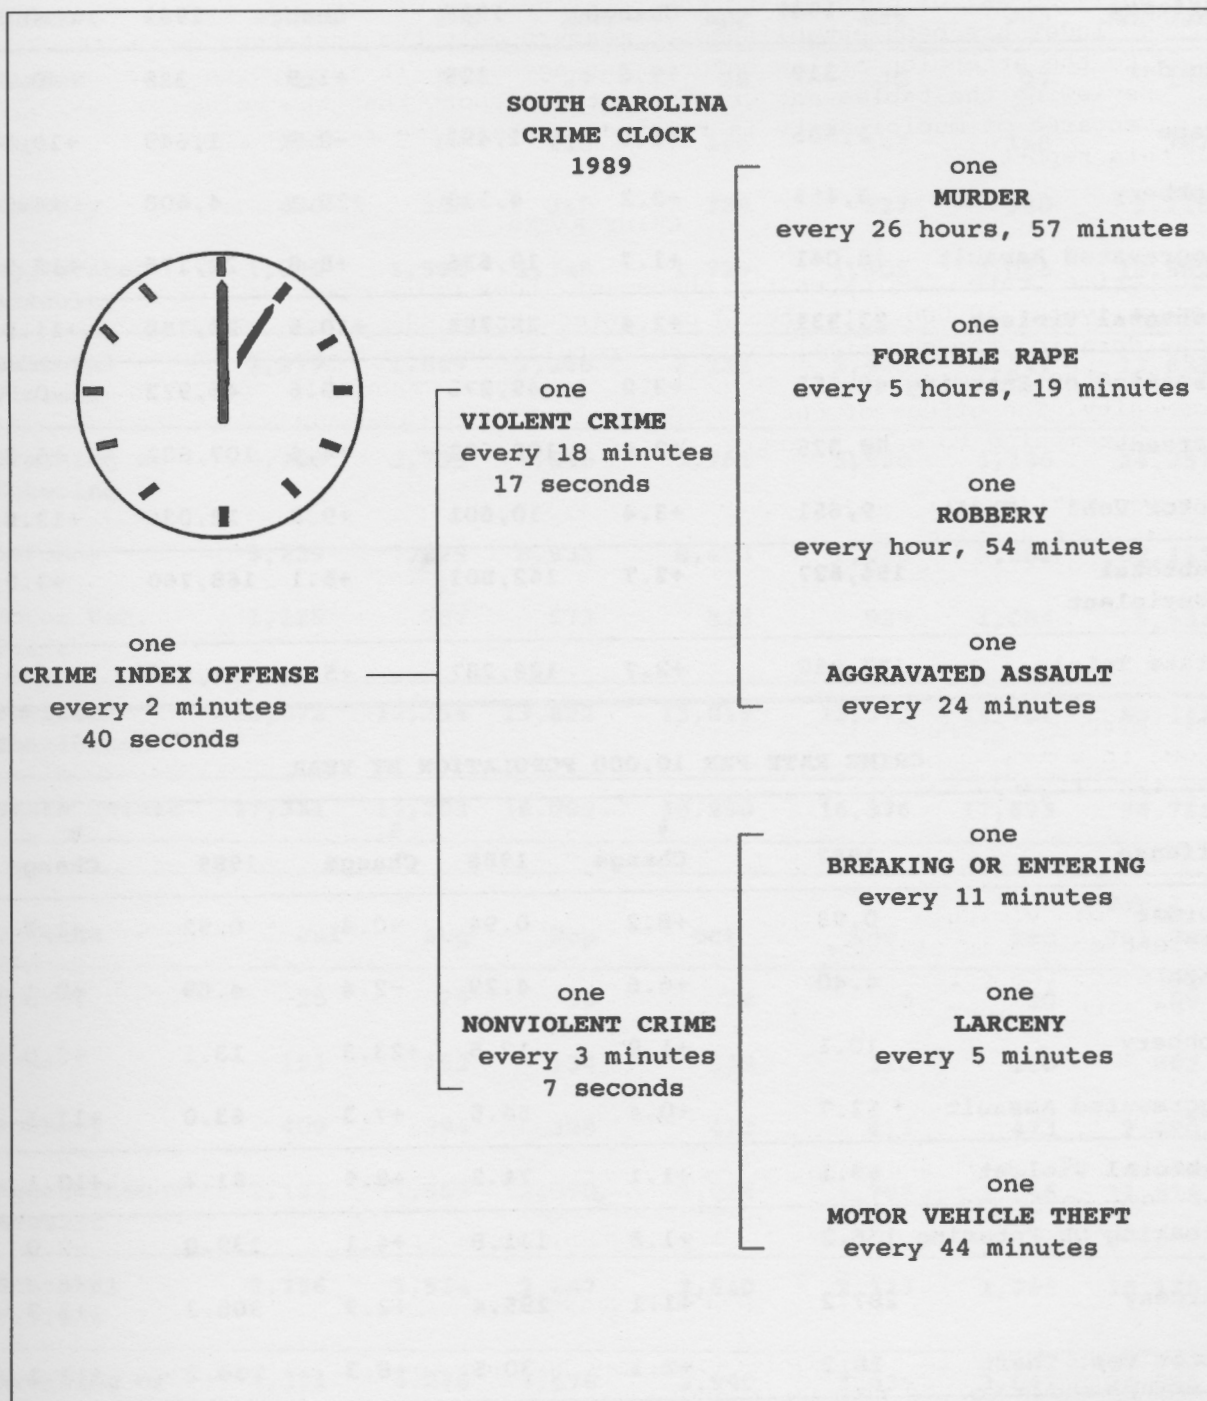 SOUTH CAROLINA
CRIME CLOCK
1989
one
CRIME INDEX OFFENSE
every 2 minutes
40 seconds
one
VIOLENT CRIME
every 18 minutes
17 seconds
one
MURDER
every 26 hours, 57 minutes
one
FORCIBLE RAPE
every 5 hours, 19 minutes
one
ROBBERY
every hour, 54 minutes
one
AGGRAVATED ASSAULT
every 24 minutes
one
NONVIOLENT CRIME
every 3 minutes
7 seconds
one
BREAKING OR ENTERING
every 11 minutes
one
LARCENY
every 5 minutes
one
MOTOR VEHICLE THEFT
every 44 minutes